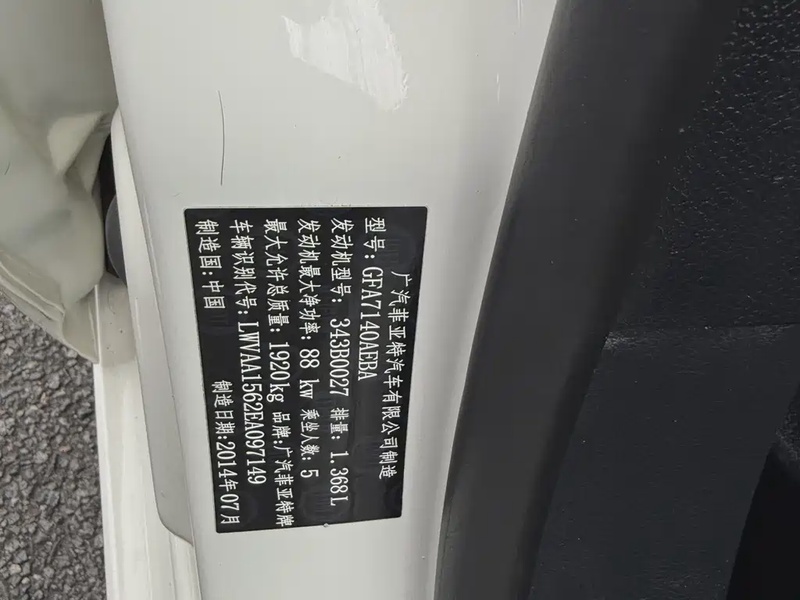 广汽菲亚特汽车有限公司制造
型号:GFA7140AEBA
发动机型号: 343B0027 排量: 1.368L
发动机最大净功率: 88 kw 乘坐人数: 5
最大允许总质量: 1920kg 品牌:广汽菲亚特牌
车辆识别代号: LWVAA1562EA097149
制造国:中国 制造日期:2014年07月